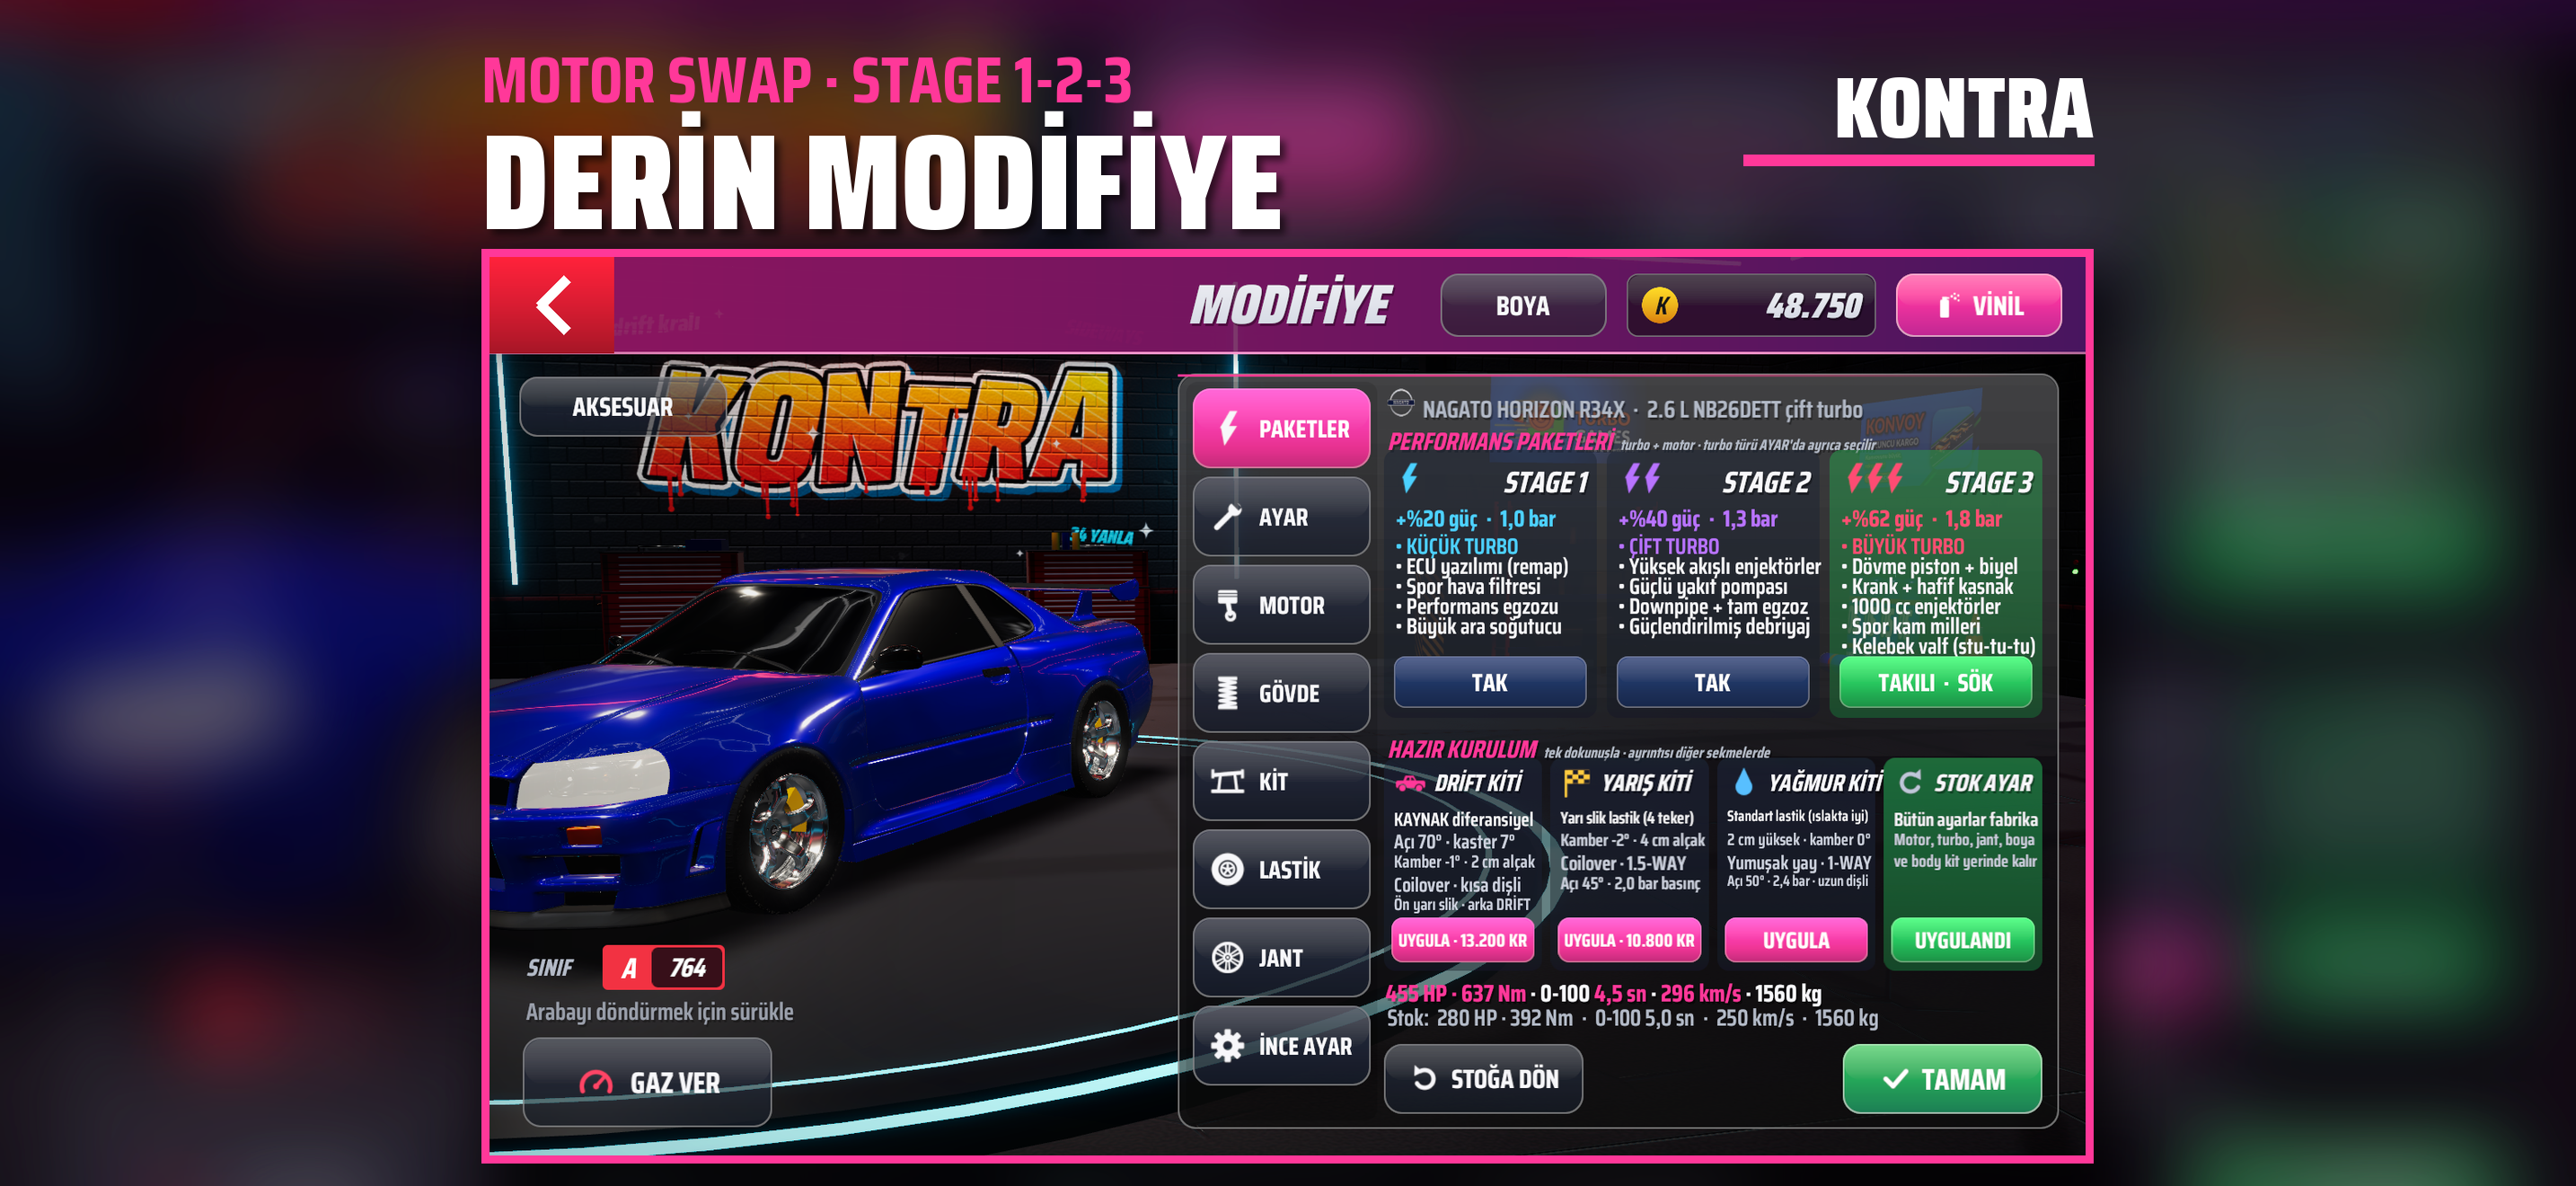 MOTOR SWAP · STAGE 1-2-3
DERİN MODİFİYE
KONTRA
MODİFİYE
BOYA
K 48.750
VİNİL
drift kralı
AKSESUAR
KONTRA
34 YANLA
PAKETLER
AYAR
MOTOR
GÖVDE
KİT
LASTİK
JANT
İNCE AYAR
NAGATO HORIZON R34X · 2.6 L NB26DETT çift turbo
KONVOY
PERFORMANS PAKETLERİ turbo + motor · turbo türü AYAR'da ayrıca seçilir
STAGE 1
+%20 güç · 1,0 bar
• KÜÇÜK TURBO
• ECU yazılımı (remap)
• Spor hava filtresi
• Performans egzozu
• Büyük ara soğutucu
TAK
STAGE 2
+%40 güç · 1,3 bar
• ÇİFT TURBO
• Yüksek akışlı enjektörler
• Güçlü yakıt pompası
• Downpipe + tam egzoz
• Güçlendirilmiş debriyaj
TAK
STAGE 3
+%62 güç · 1,8 bar
• BÜYÜK TURBO
• Dövme piston + biyel
• Krank + hafif kasnak
• 1000 cc enjektörler
• Spor kam milleri
• Kelebek valf (stu-tu-tu)
TAKILI · SÖK
HAZIR KURULUM tek dokunuşla · ayrıntısı diğer sekmelerde
DRİFT KİTİ
KAYNAK diferansiyel
Açı 70° · kaster 7°
Kamber -1° · 2 cm alçak
Coilover · kısa dişli
Ön yarı slik · arka DRİFT
UYGULA · 13.200 KR
YARIŞ KİTİ
Yarı slik lastik (4 teker)
Kamber -2° · 4 cm alçak
Coilover · 1.5-WAY
Açı 45° · 2,0 bar basınç
UYGULA · 10.800 KR
YAĞMUR KİTİ
Standart lastik (ıslakta iyi)
2 cm yüksek · kamber 0°
Yumuşak yay · 1-WAY
Açı 50° · 2,4 bar · uzun dişli
UYGULA
STOK AYAR
Bütün ayarlar fabrika
Motor, turbo, jant, boya
ve body kit yerinde kalır
UYGULANDI
455 HP · 637 Nm · 0-100 4,5 sn · 296 km/s · 1560 kg
Stok: 280 HP · 392 Nm · 0-100 5,0 sn · 250 km/s · 1560 kg
SINIF A 764
Arabayı döndürmek için sürükle
GAZ VER
STOĞA DÖN
TAMAM